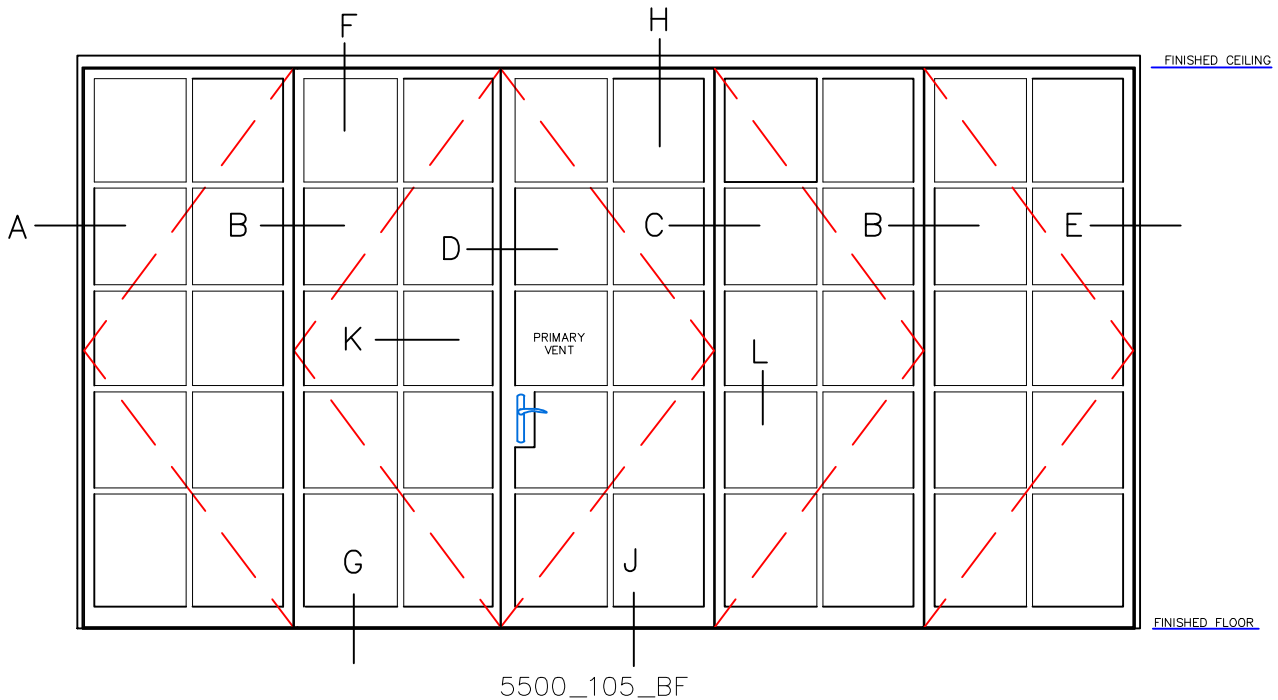 F
H
FINISHED CEILING
A
B
C
B
E
D
K
PRIMARY
VENT
L
G
J
FINISHED FLOOR
5500_105_BF